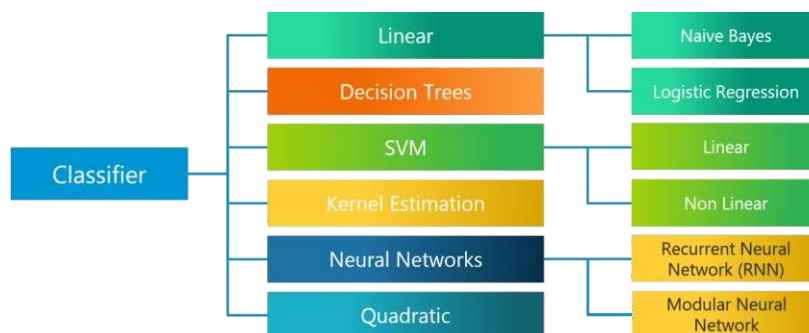 Classifier
Linear
Decision Trees
SVM
Kernel Estimation
Neural Networks
Quadratic
Naive Bayes
Logistic Regression
Linear
Non Linear
Recurrent Neural
Network (RNN)
Modular Neural
Network